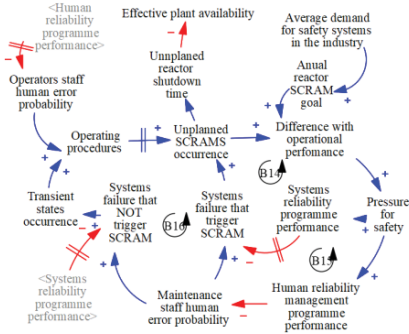 <Human
reliability
programme
performance>
Effective plant availability
Average demand
for safety systems
in the industry
Operators staff
human error
probability
Unnplaned
reactor
shutdown
time
Anual
reactor
SCRAM
goal
Operating
procedures
Unplanned
SCRAMS
occurrence
Difference with
operational
perfomance
B14
Transient
states
occurrence
Systems
failure that
NOT
trigger
SCRAM
B16
Systems
failure that
trigger
SCRAM
Systems
reliability
programme
performance
Pressure
for
safety
B15
<Systems
reliability
programme
performance>
Maintenance
staff human
error probability
Human reliability
management
programme
performance